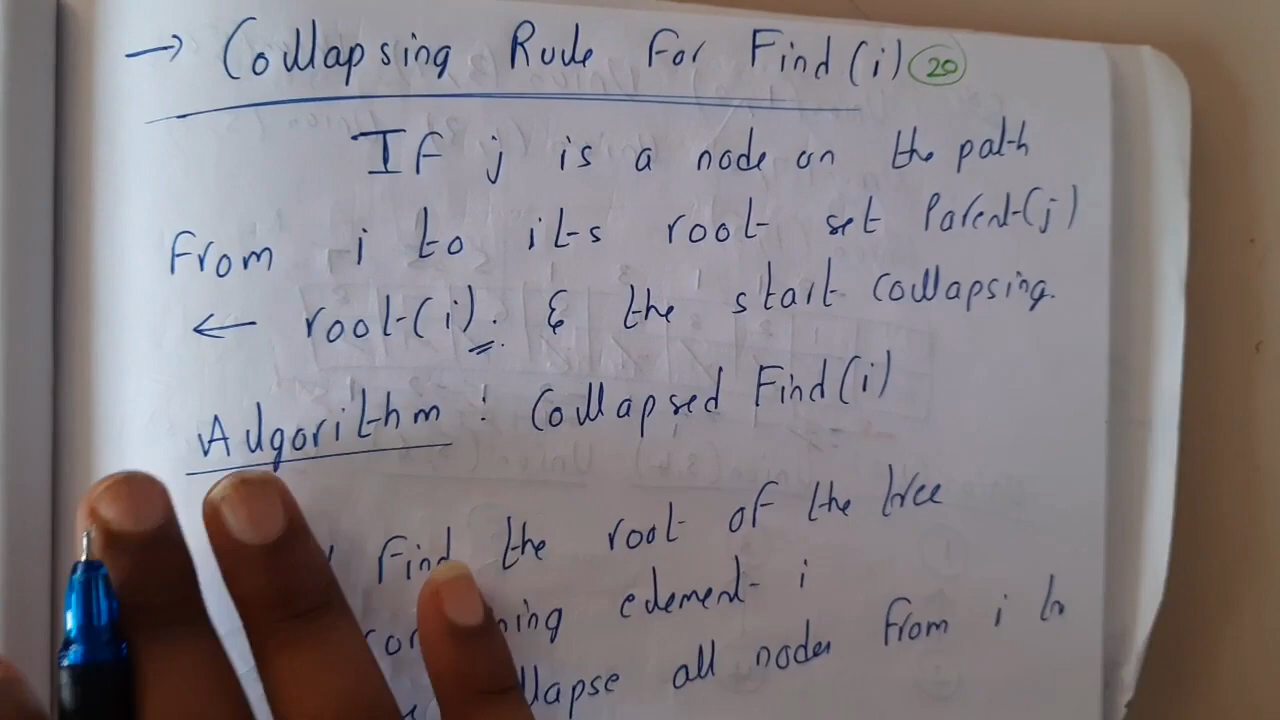 → Collapsing Rule For Find(i) 20
If j is a node on the path
From i to its root set Parent(j)
← root(i). & the start collapsing.
Algorithm : Collapsed Find(i)
Find the root of the tree
element i
all nodes From i to